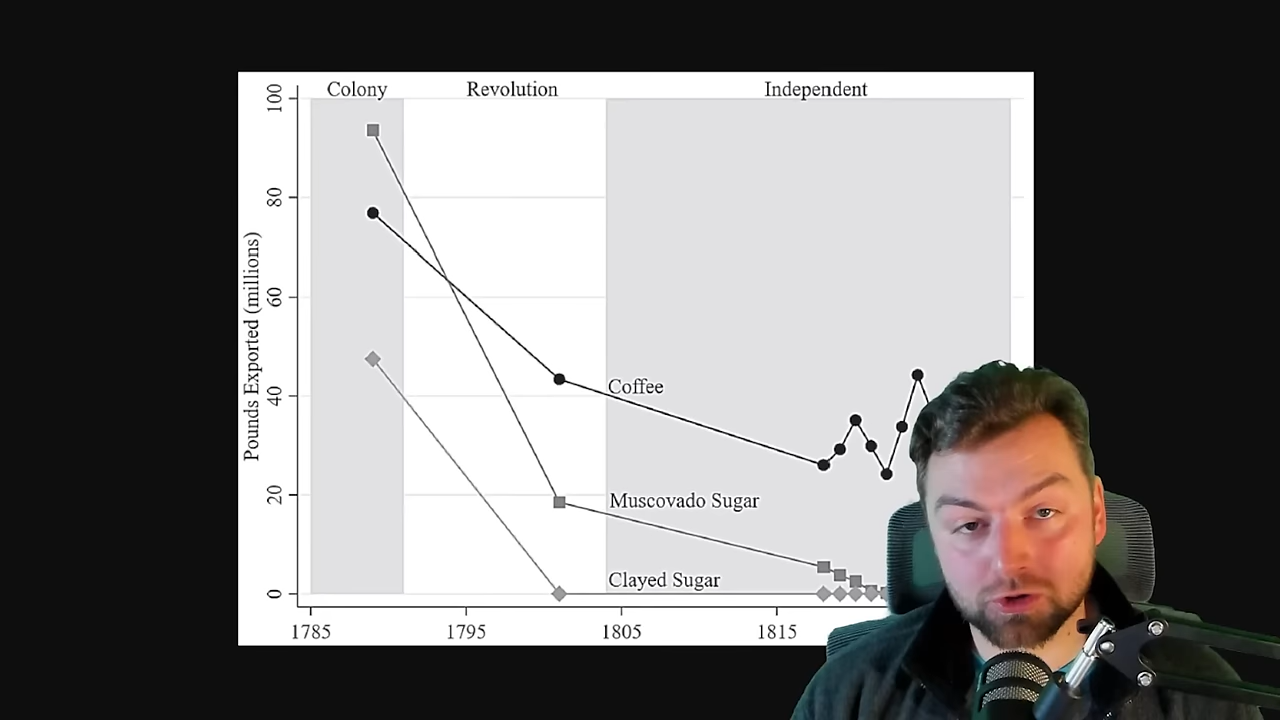 Colony Revolution Independent
Pounds Exported (millions)
100
80
60
40
20
0
Coffee
Muscovado Sugar
Clayed Sugar
1785 1795 1805 1815